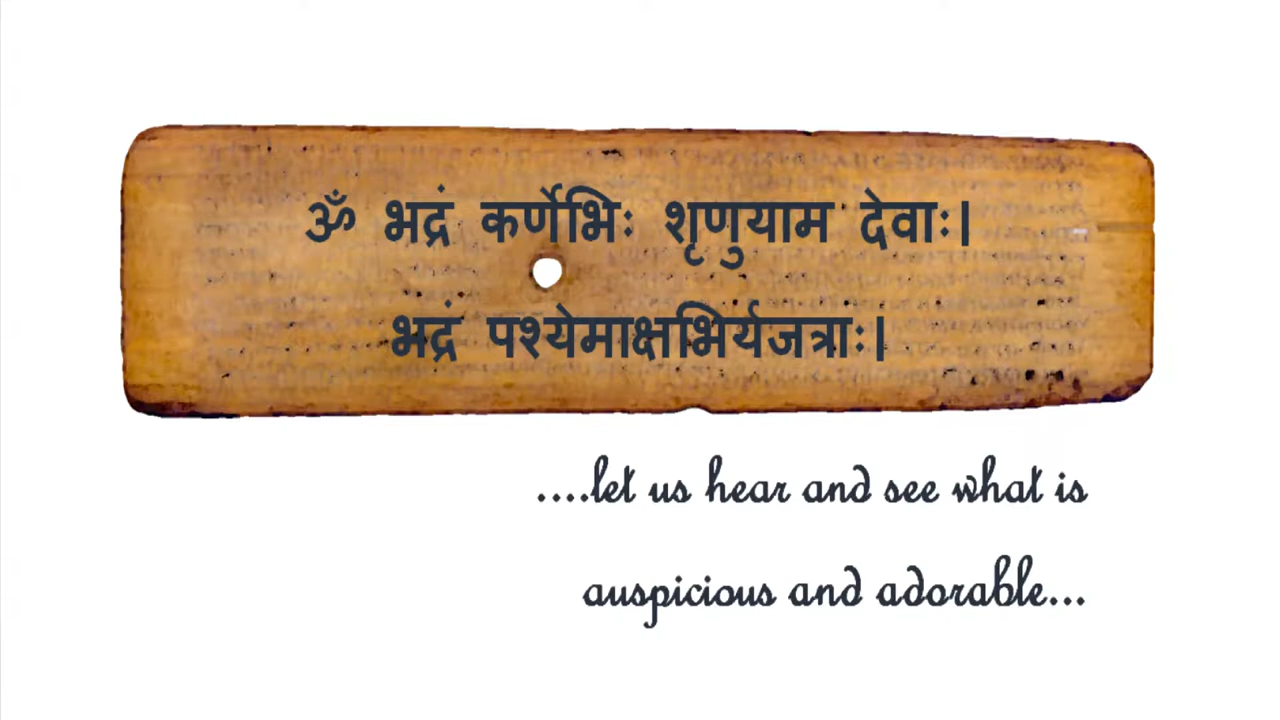 ॐ भद्रं कर्णेभिः शृणुयाम देवाः।
भद्रं पश्येमाक्षभिर्यजत्राः।
....let us hear and see what is
auspicious and adorable...